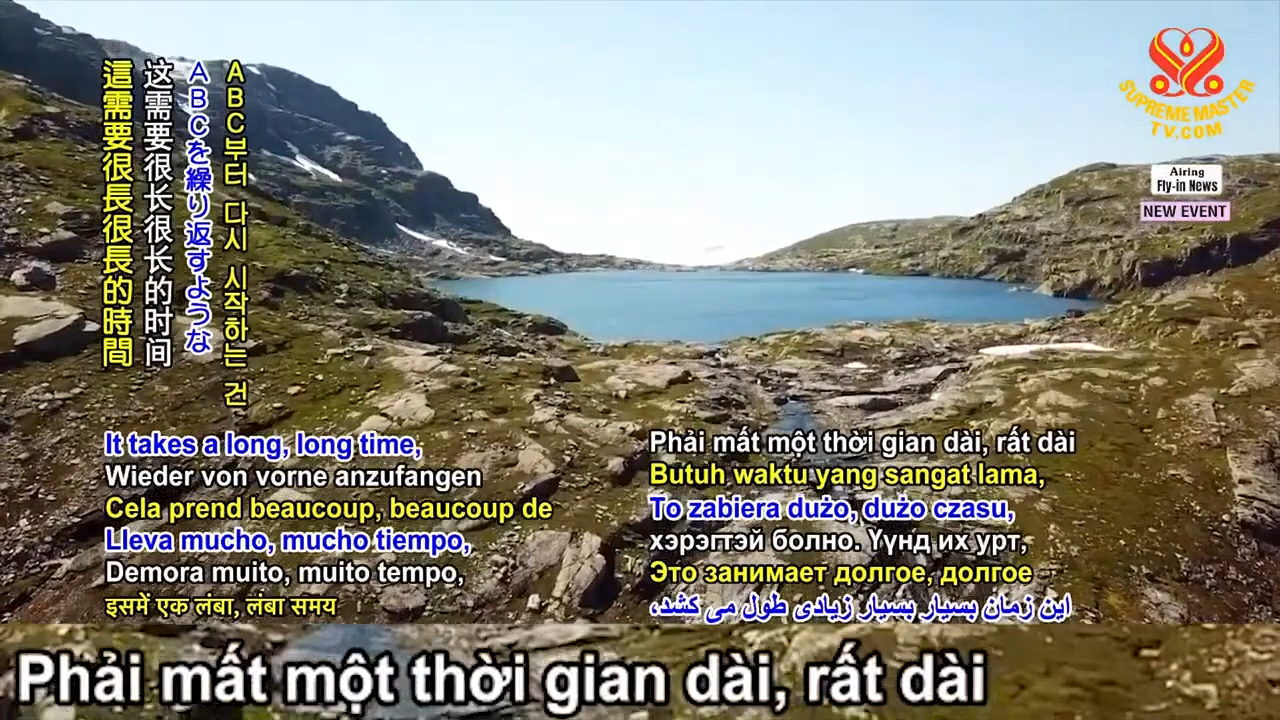 這需要很長很長的時間
这需要很长很长的时间
ABCを繰り返すような
ABC부터 다시 시작하는 건
SUPREME MASTER
TV.COM
Airing
Fly-in News
NEW EVENT
It takes a long, long time,
Wieder von vorne anzufangen
Cela prend beaucoup, beaucoup de
Lleva mucho, mucho tiempo,
Demora muito, muito tempo,
इसमें एक लंबा, लंबा समय
Phải mất một thời gian dài, rất dài
Butuh waktu yang sangat lama,
To zabiera dużo, dużo czasu,
хэрэгтэй болно. Үүнд их урт,
Это занимает долгое, долгое
این زمان بسیار بسیار زیادی طول می کشد،
Phải mất một thời gian dài, rất dài